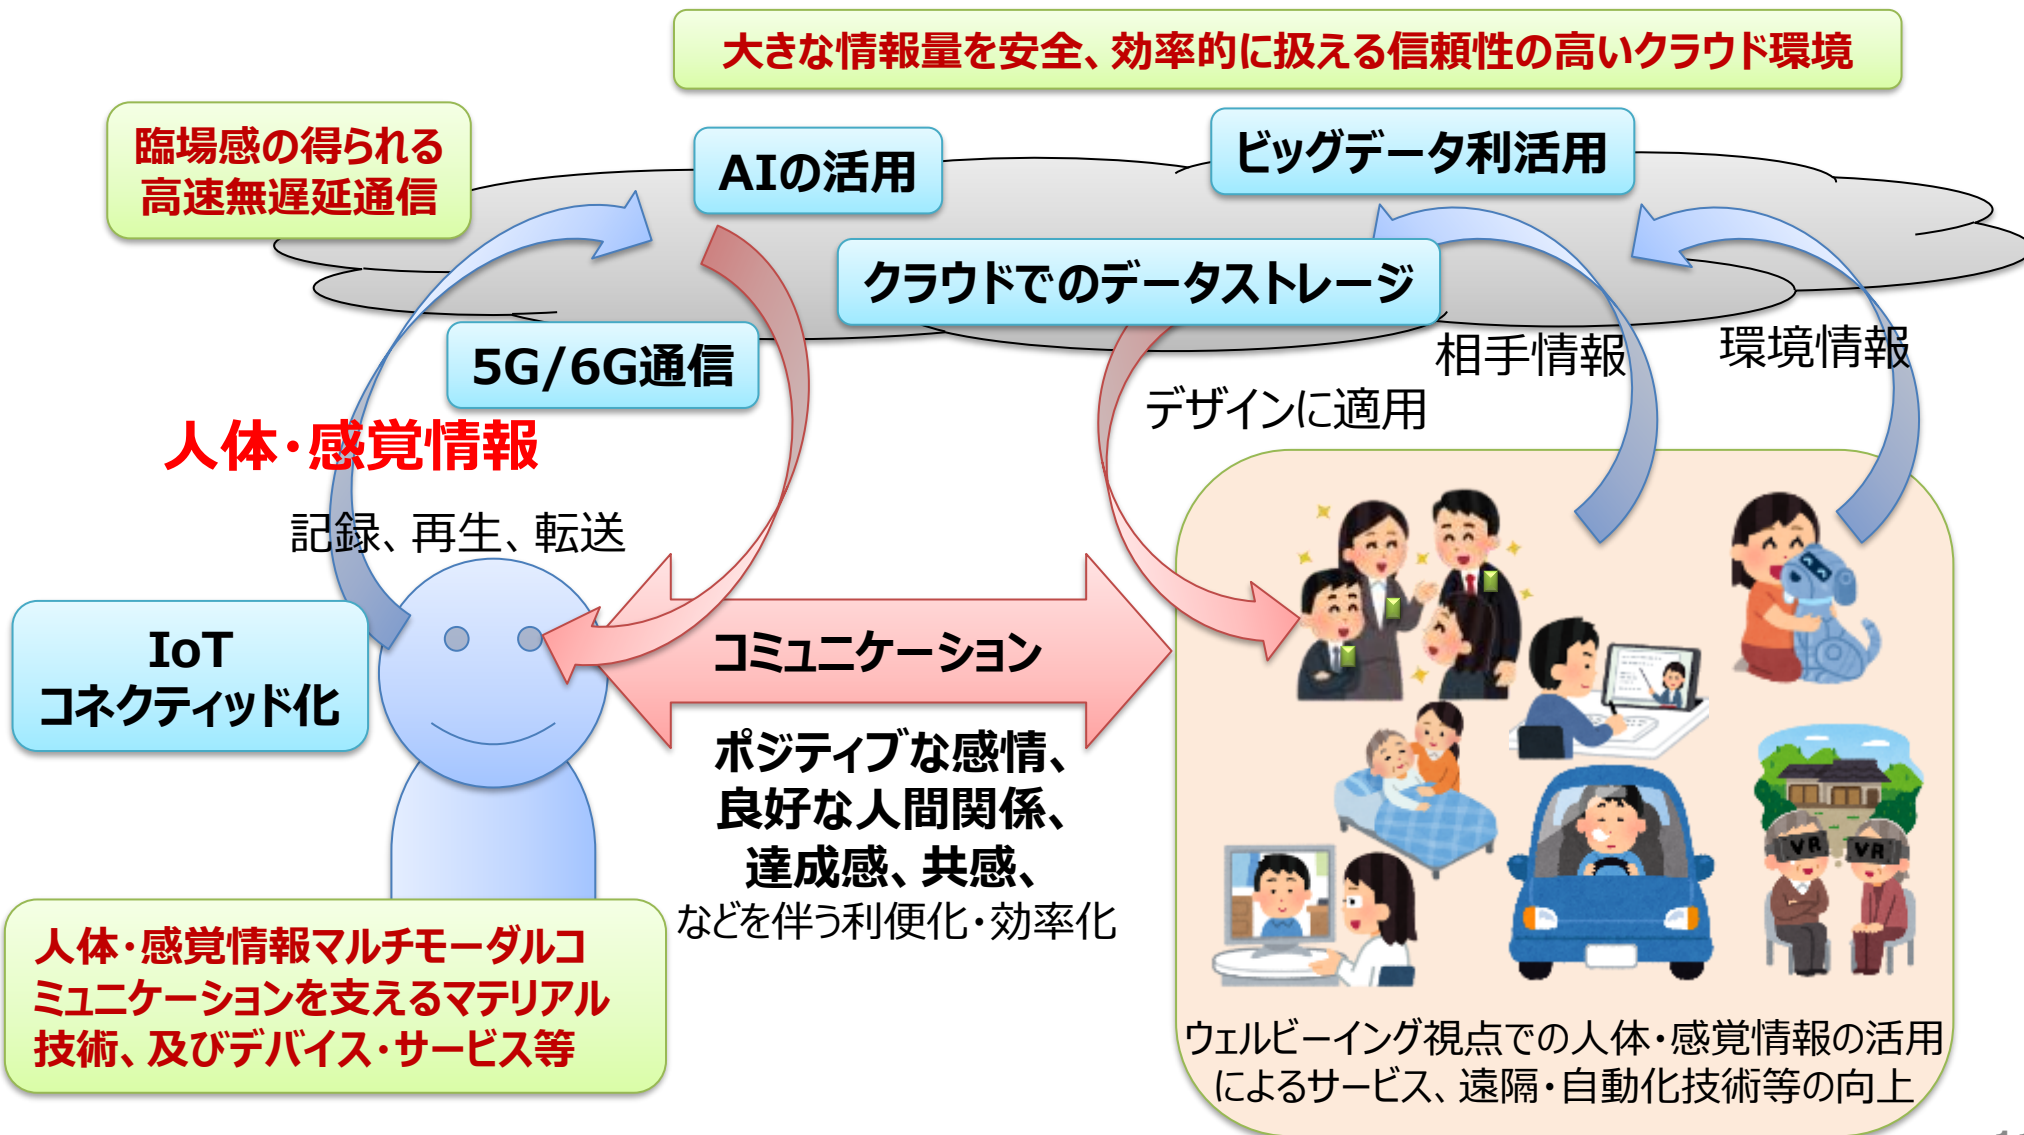 大きな情報量を安全、効率的に扱える信頼性の高いクラウド環境
臨場感の得られる
高速無遅延通信
AIの活用
ビッグデータ利活用
クラウドでのデータストレージ
5G/6G通信
相手情報
環境情報
デザインに適用
人体・感覚情報
記録、再生、転送
IoT
コネクティッド化
コミュニケーション
ポジティブな感情、
良好な人間関係、
達成感、共感、
などを伴う利便化・効率化
VR
VR
人体・感覚情報マルチモーダルコ
ミュニケーションを支えるマテリアル
技術、及びデバイス・サービス等
ウェルビーイング視点での人体・感覚情報の活用
によるサービス、遠隔・自動化技術等の向上